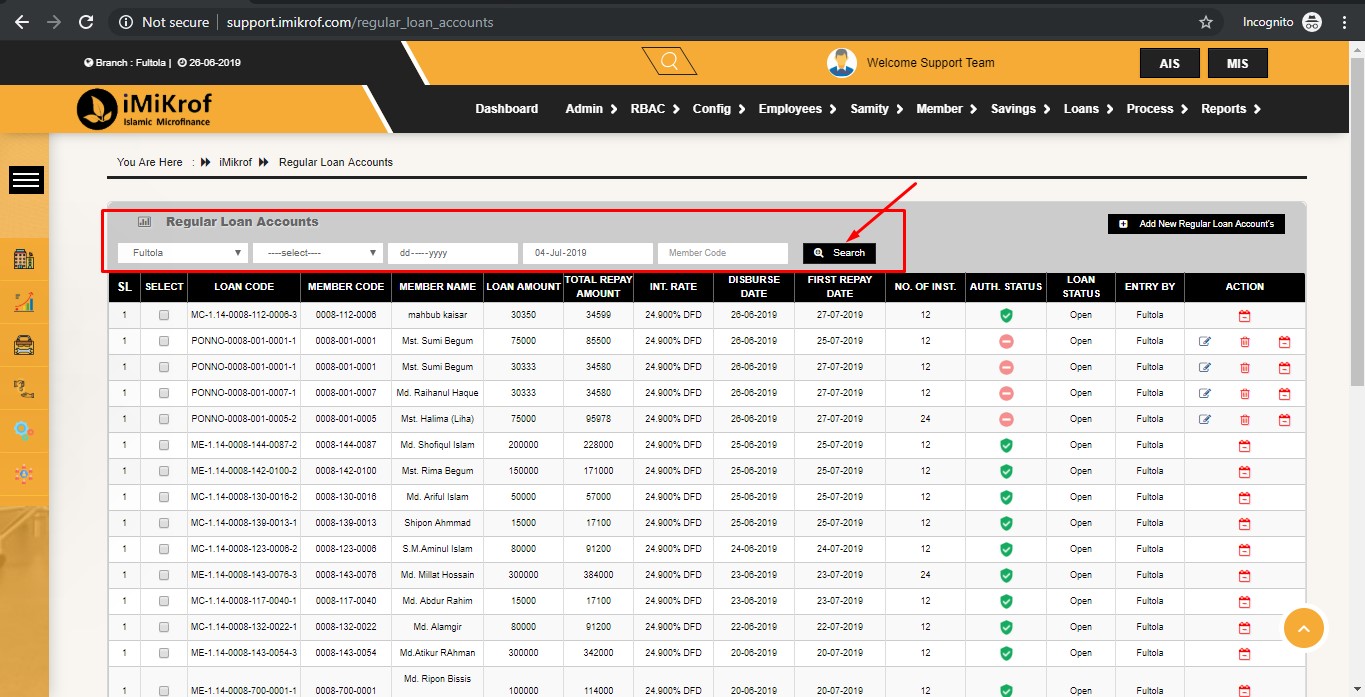 Not secure | support.imikrof.com/regular_loan_accounts Incognito
Branch : Fultola | 26-06-2019 Welcome Support Team AIS MIS
iMiKrof
Islamic Microfinance
Dashboard Admin RBAC Config Employees Samity Member Savings Loans Process Reports
You Are Here : iMikrof Regular Loan Accounts
Regular Loan Accounts
Add New Regular Loan Account's
Fultola ----select---- dd-----yyyy 04-Jul-2019 Member Code Search
SL SELECT LOAN CODE MEMBER CODE MEMBER NAME LOAN AMOUNT TOTAL REPAY AMOUNT INT. RATE DISBURSE DATE FIRST REPAY DATE NO. OF INST. AUTH. STATUS LOAN STATUS ENTRY BY ACTION
1 MC-1.14-0008-112-0006-3 0008-112-0006 mahbub kaisar 30350 34599 24.900% DFD 26-06-2019 27-07-2019 12 Open Fultola
1 PONNO-0008-001-0001-1 0008-001-0001 Mst. Sumi Begum 75000 85500 24.900% DFD 26-06-2019 25-07-2019 12 Open Fultola
1 PONNO-0008-001-0001-1 0008-001-0001 Mst. Sumi Begum 30333 34580 24.900% DFD 26-06-2019 27-07-2019 12 Open Fultola
1 PONNO-0008-001-0007-1 0008-001-0007 Md. Raihanul Haque 30333 34580 24.900% DFD 26-06-2019 27-07-2019 12 Open Fultola
1 PONNO-0008-001-0005-2 0008-001-0005 Mst. Halima (Liha) 75000 95978 24.900% DFD 26-06-2019 27-07-2019 24 Open Fultola
1 ME-1.14-0008-144-0087-2 0008-144-0087 Md. Shofiqul Islam 200000 228000 24.900% DFD 25-06-2019 25-07-2019 12 Open Fultola
1 ME-1.14-0008-142-0100-2 0008-142-0100 Mst. Rima Begum 150000 171000 24.900% DFD 25-06-2019 25-07-2019 12 Open Fultola
1 MC-1.14-0008-130-0016-2 0008-130-0016 Md. Ariful Islam 50000 57000 24.900% DFD 25-06-2019 25-07-2019 12 Open Fultola
1 MC-1.14-0008-139-0013-1 0008-139-0013 Shipon Ahmmad 15000 17100 24.900% DFD 25-06-2019 25-07-2019 12 Open Fultola
1 MC-1.14-0008-123-0006-2 0008-123-0006 S.M.Aminul Islam 80000 91200 24.900% DFD 24-06-2019 24-07-2019 12 Open Fultola
1 ME-1.14-0008-143-0076-3 0008-143-0076 Md. Millat Hossain 300000 384000 24.900% DFD 23-06-2019 23-07-2019 24 Open Fultola
1 MC-1.14-0008-117-0040-1 0008-117-0040 Md. Abdur Rahim 15000 17100 24.900% DFD 23-06-2019 23-07-2019 12 Open Fultola
1 MC-1.14-0008-132-0022-1 0008-132-0022 Md. Alamgir 80000 91200 24.900% DFD 22-06-2019 22-07-2019 12 Open Fultola
1 ME-1.14-0008-143-0054-3 0008-143-0054 Md.Atikur RAhman 300000 342000 24.900% DFD 20-06-2019 20-07-2019 12 Open Fultola
1 ME-1.14-0008-700-0001-1 0008-700-0001 Md. Ripon Bissis 100000 114000 24.900% DFD 20-06-2019 20-07-2019 12 Open Fultola